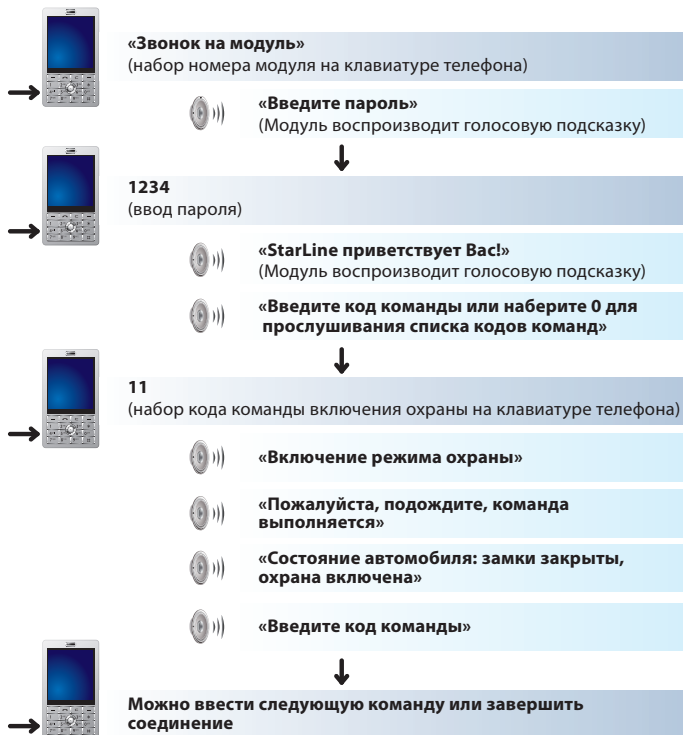 «Звонок на модуль»
(набор номера модуля на клавиатуре телефона)
«Введите пароль»
(Модуль воспроизводит голосовую подсказку)
1234
(ввод пароля)
«StarLine приветствует Вас!»
(Модуль воспроизводит голосовую подсказку)
«Введите код команды или наберите 0 для
прослушивания списка кодов команд»
11
(набор кода команды включения охраны на клавиатуре телефона)
«Включение режима охраны»
«Пожалуйста, подождите, команда
выполняется»
«Состояние автомобиля: замки закрыты,
охрана включена»
«Введите код команды»
Можно ввести следующую команду или завершить
соединение